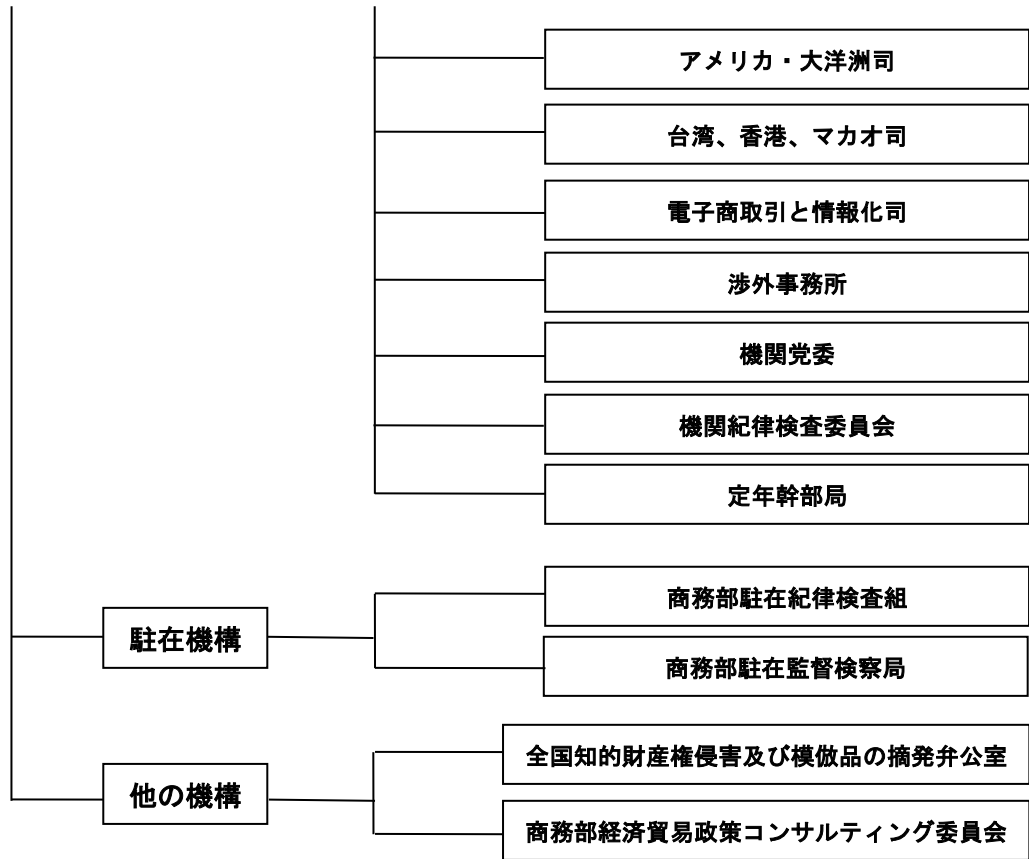 アメリカ・大洋洲司
台湾、香港、マカオ司
電子商取引と情報化司
渉外事務所
機関党委
機関紀律検査委員会
定年幹部局
駐在機構
商務部駐在紀律検査組
商務部駐在監督検察局
他の機構
全国知的財産権侵害及び模倣品の摘発弁公室
商務部経済貿易政策コンサルティング委員会